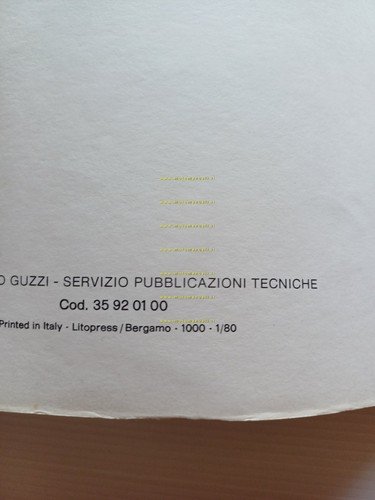 O GUZZI - SERVIZIO PUBBLICAZIONI TECNICHE
Cod. 35 92 01 00
Printed in Italy - Litopress/Bergamo - 1000 - 1/80